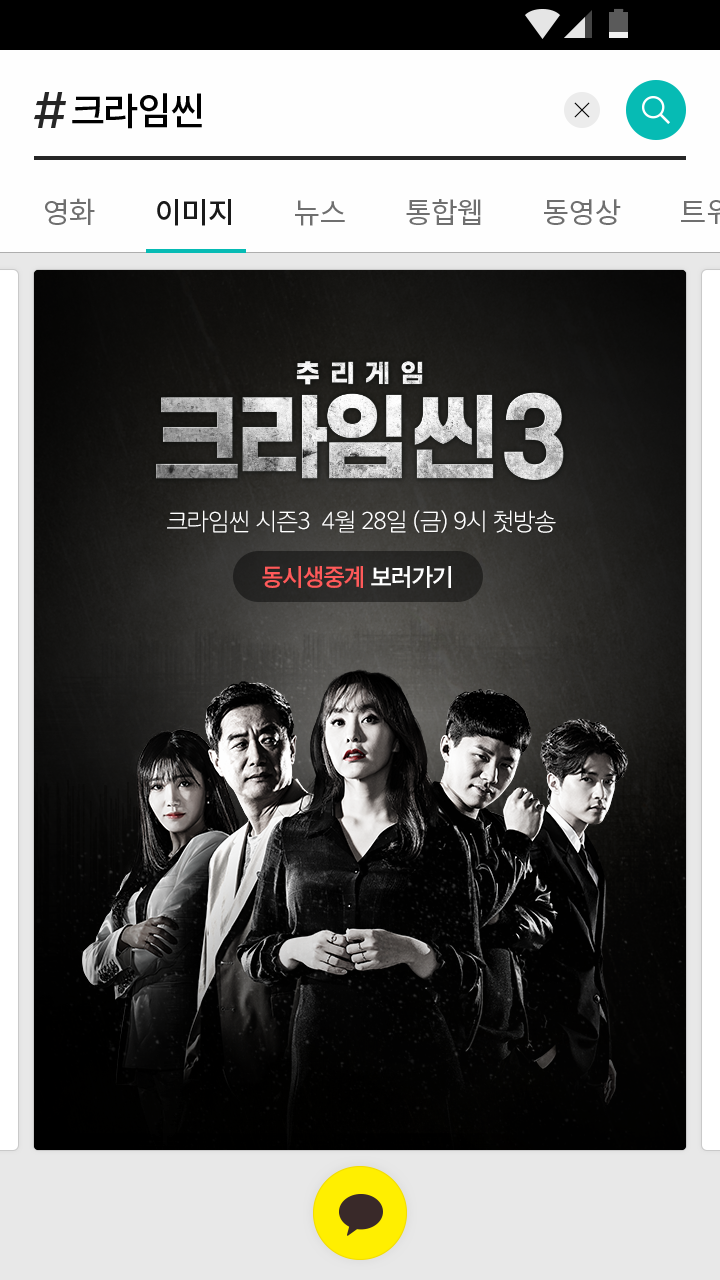 #크라임씬
영화 이미지 뉴스 통합웹 동영상
추리게임
크라임씬3
크라임씬 시즌3 4월 28일 (금) 9시 첫방송
동시생중계 보러가기